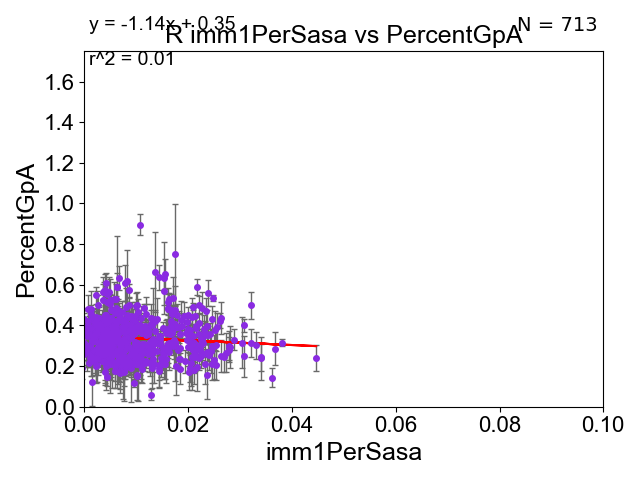 y = -1.14x + 0.35
N = 713
R imm1PerSasa vs PercentGpA
r^2 = 0.01
PercentGpA
1.6
1.4
1.2
1.0
0.8
0.6
0.4
0.2
0.0
0.00
0.02
0.04
0.06
0.08
0.10
imm1PerSasa